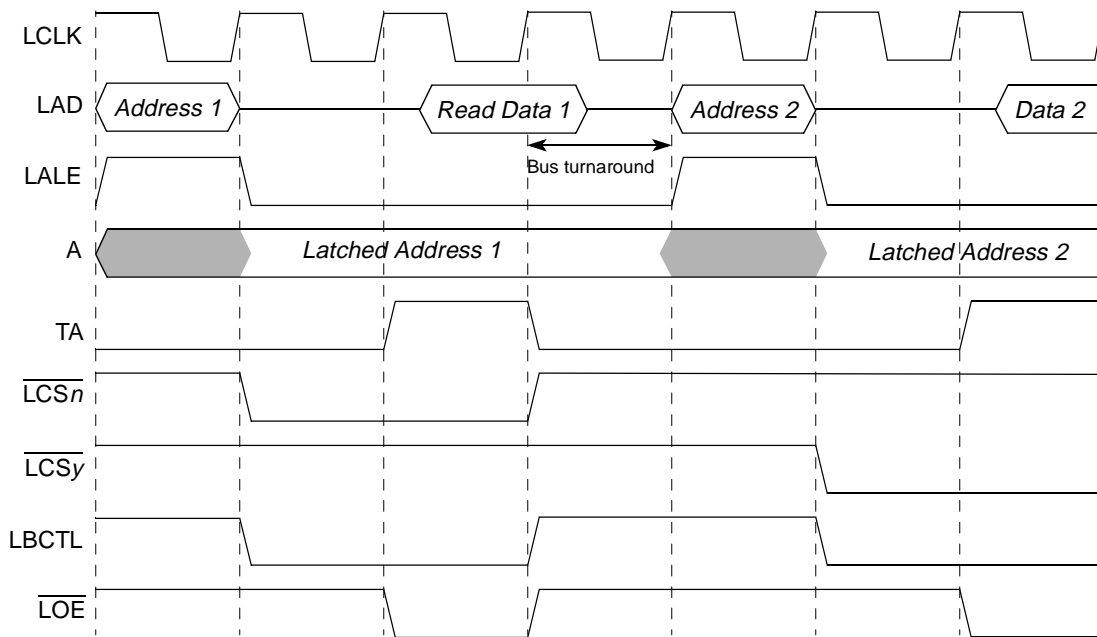 LCLK
LAD
Address 1
Read Data 1
Address 2
Data 2
Bus turnaround
LALE
A
Latched Address 1
Latched Address 2
TA
LCSn
LCSy
LBCTL
LOE